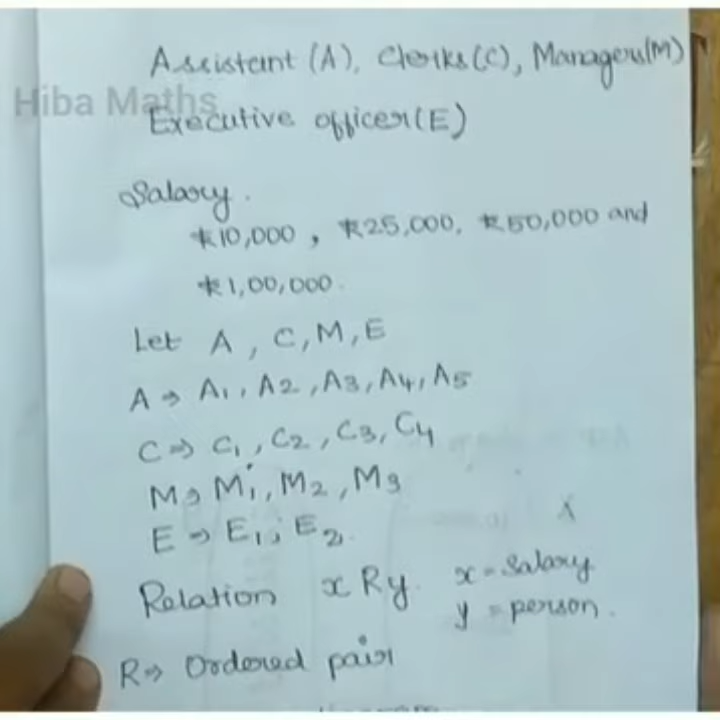 Assistant (A), Clerks (C), Managers (M)
Hiba Maths
Executive officer (E)
Salary.
₹10,000, ₹25,000, ₹50,000 and
₹1,00,000.
Let A, C, M, E
A ⇒ A1, A2, A3, A4, A5
C ⇒ C1, C2, C3, C4
M ⇒ M1, M2, M3
E ⇒ E1, E2.
Relation xRy. x = Salary
y = person.
R ⇒ Ordered pair